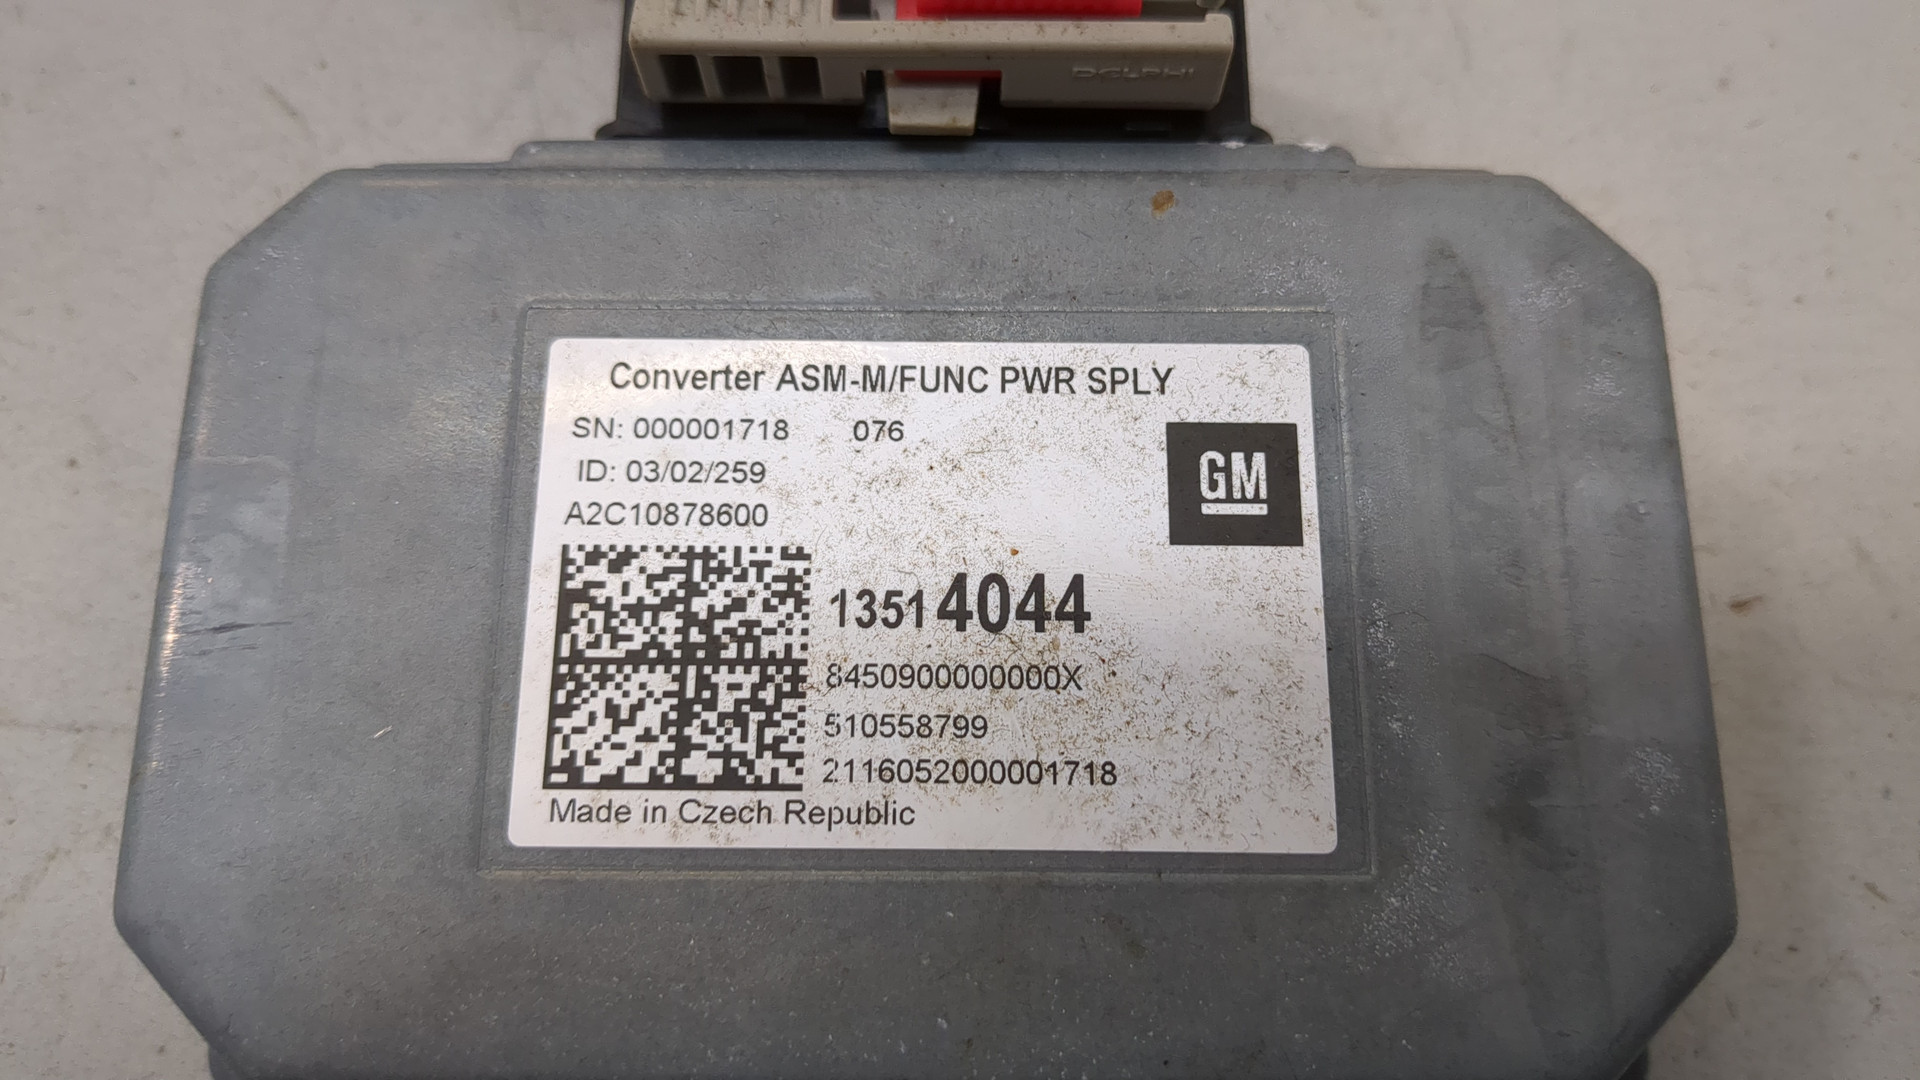 DELPHI
Converter ASM-M/FUNC PWR SPLY
SN: 000001718 076
ID: 03/02/259
A2C10878600
GM
13514044
8450900000000X
510558799
2116052000001718
Made in Czech Republic